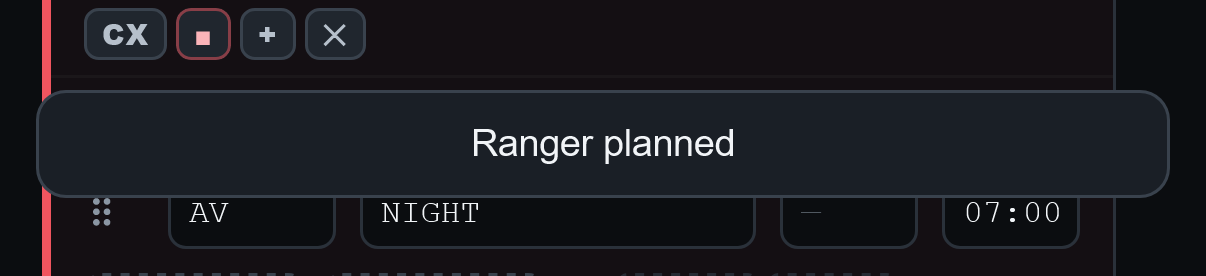 CX ■ + ×
Ranger planned
AV NIGHT — 07:00